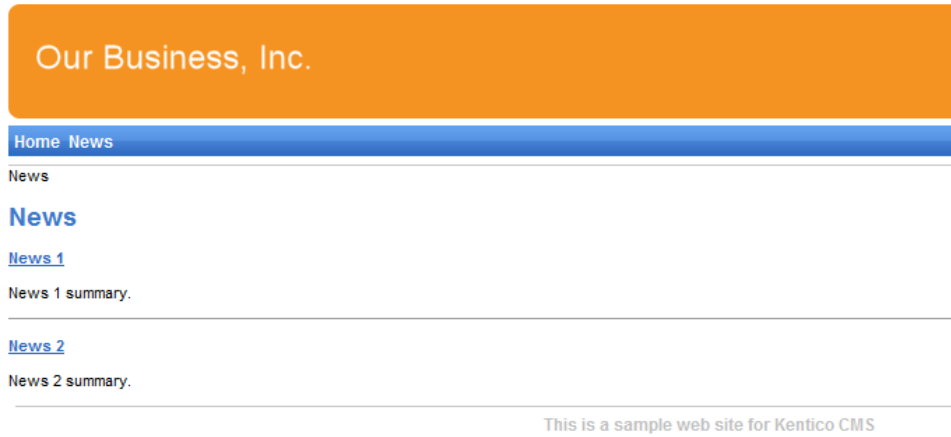 Our Business, Inc.
Home News
News
News
News 1
News 1 summary.
News 2
News 2 summary.
This is a sample web site for Kentico CMS